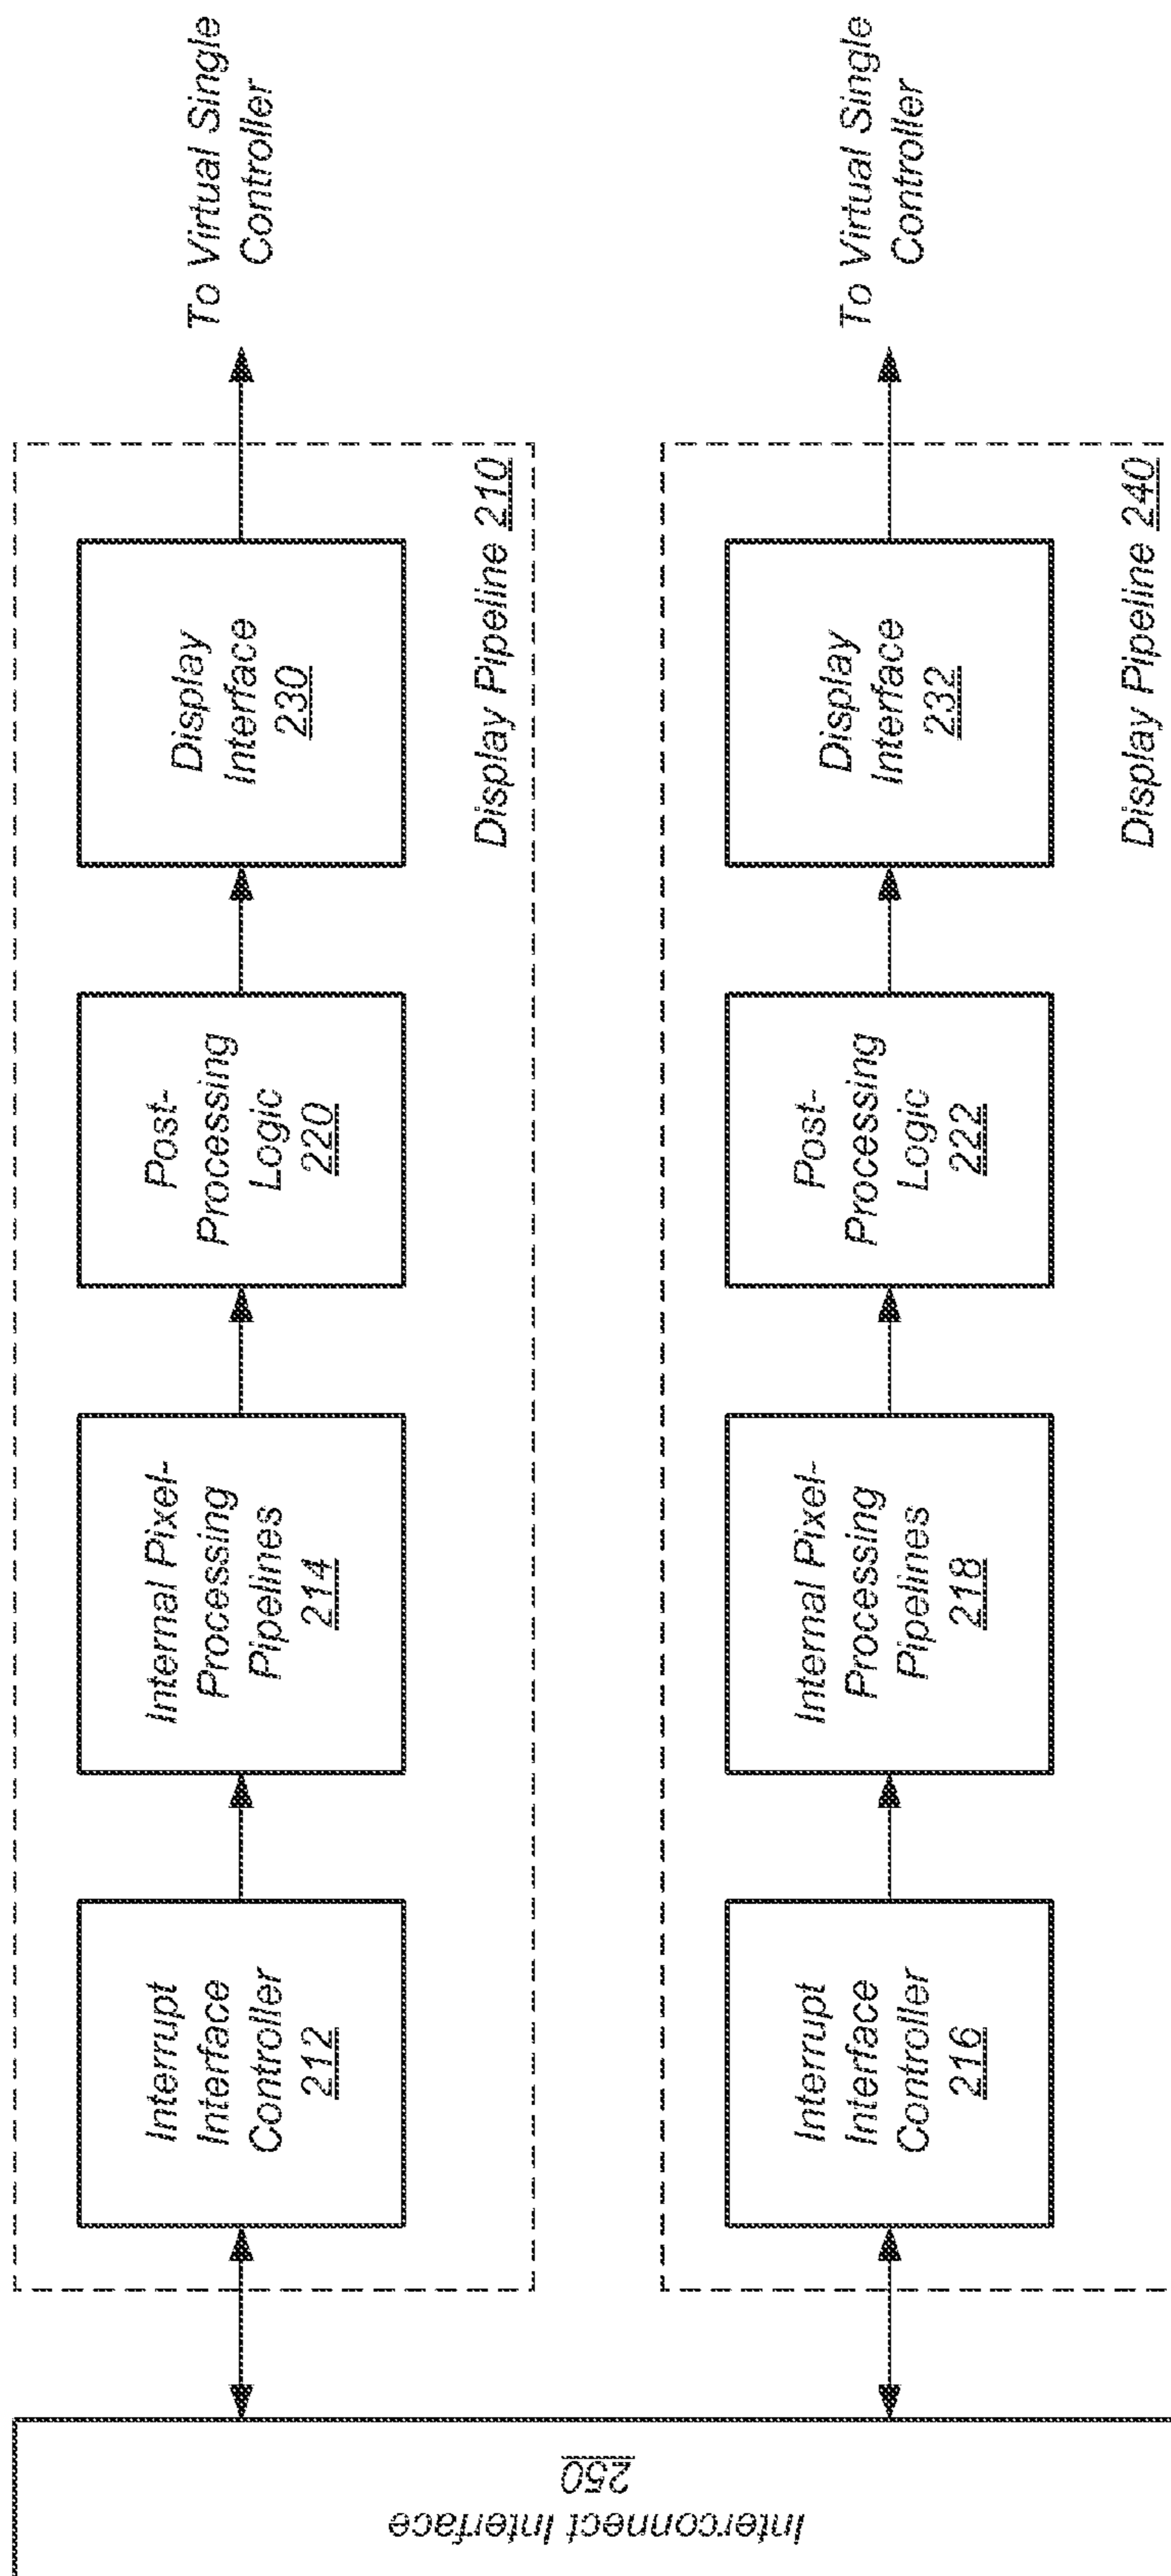 Interconnect Interface
250
Interrupt
Interface
Controller
212
Internal Pixel-
Processing
Pipelines
214
Post-
Processing
Logic
220
Display
Interface
230
To Virtual Single
Controller
Display Pipeline 210
Interrupt
Interface
Controller
216
Internal Pixel-
Processing
Pipelines
218
Post-
Processing
Logic
222
Display
Interface
232
To Virtual Single
Controller
Display Pipeline 240